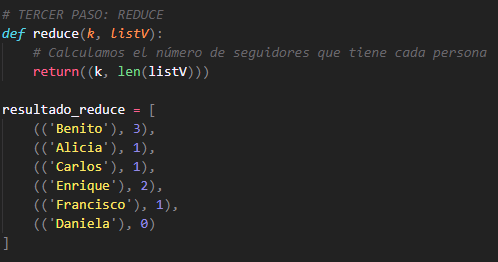 # TERCER PASO: REDUCE
def reduce(k, listV):
    # Calculamos el número de seguidores que tiene cada persona
    return((k, len(listV)))
resultado_reduce = [
    (('Benito'), 3),
    (('Alicia'), 1),
    (('Carlos'), 1),
    (('Enrique'), 2),
    (('Francisco'), 1),
    (('Daniela'), 0)
]